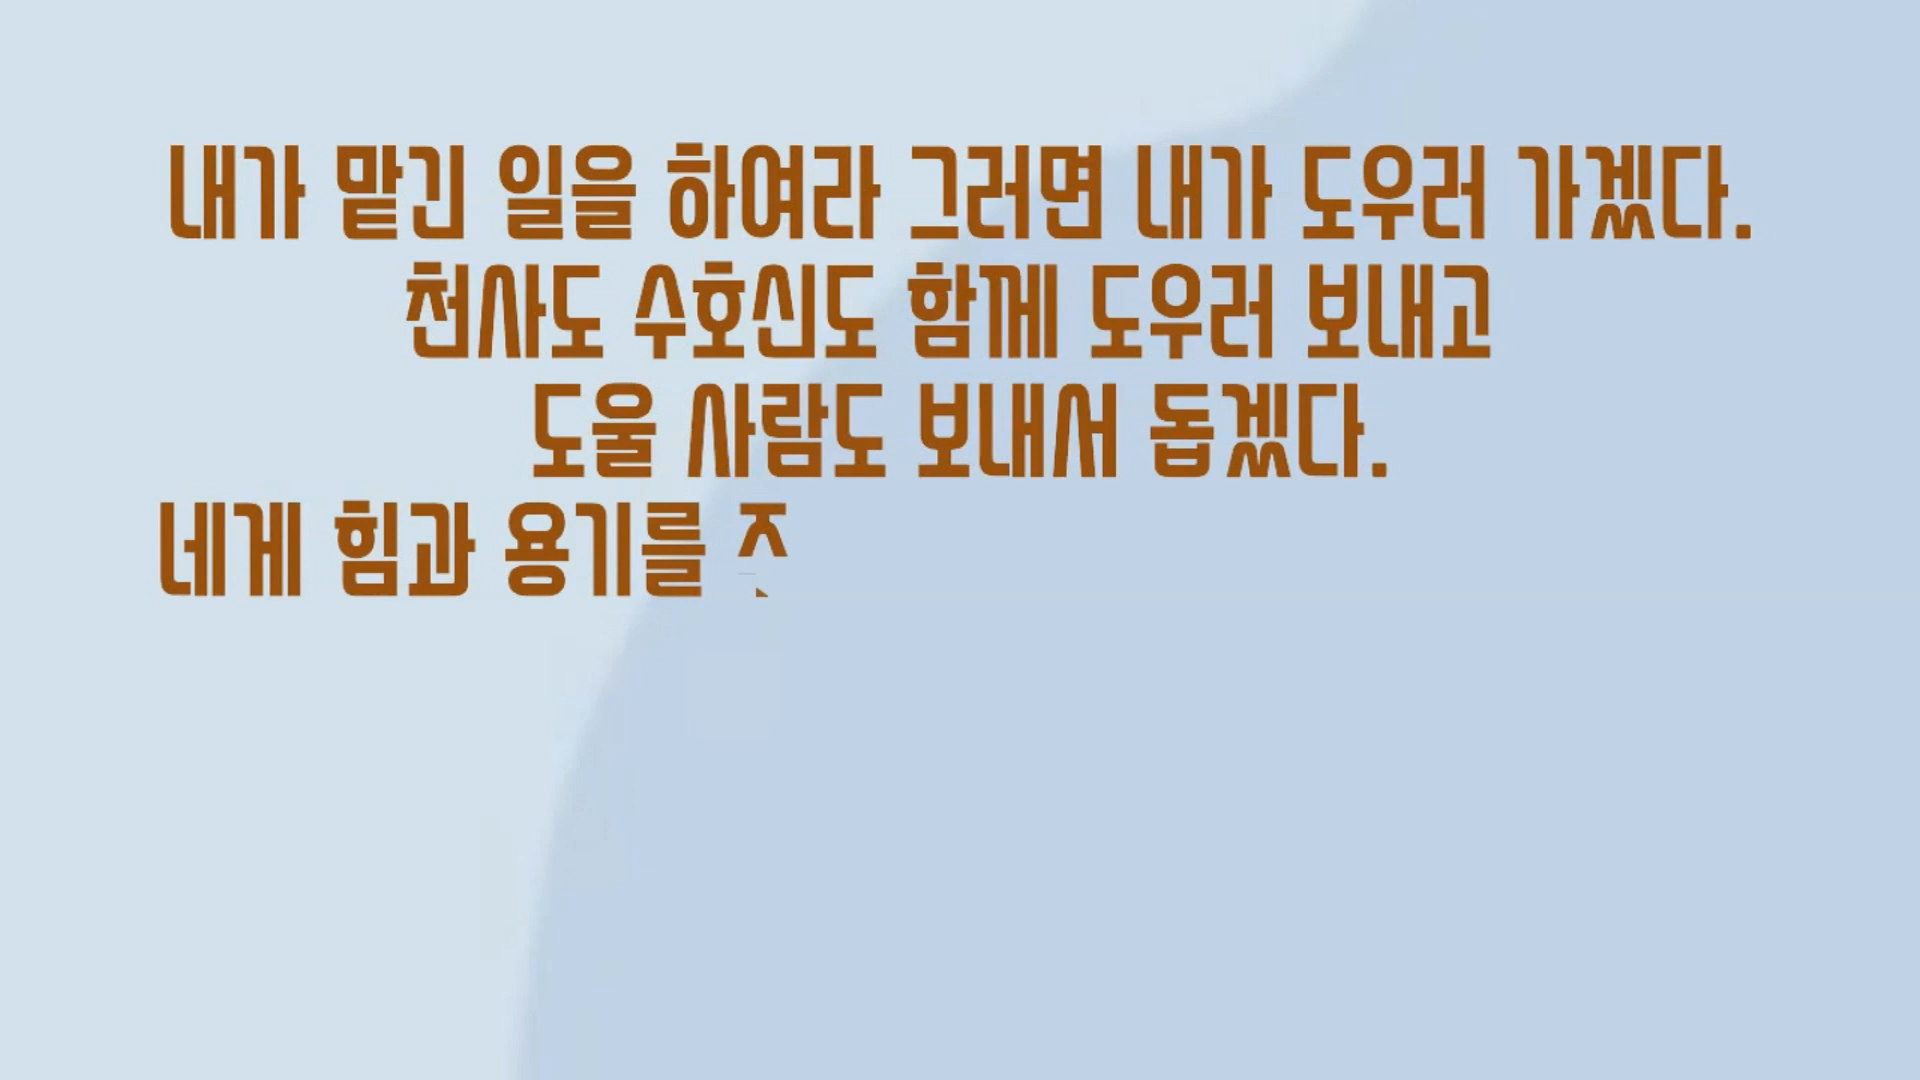 내가 맡긴 일을 하여라 그러면 내가 도우러 가겠다.
천사도 수호신도 함께 도우러 보내고
도울 사람도 보내서 돕겠다.
네게 힘과 용기를